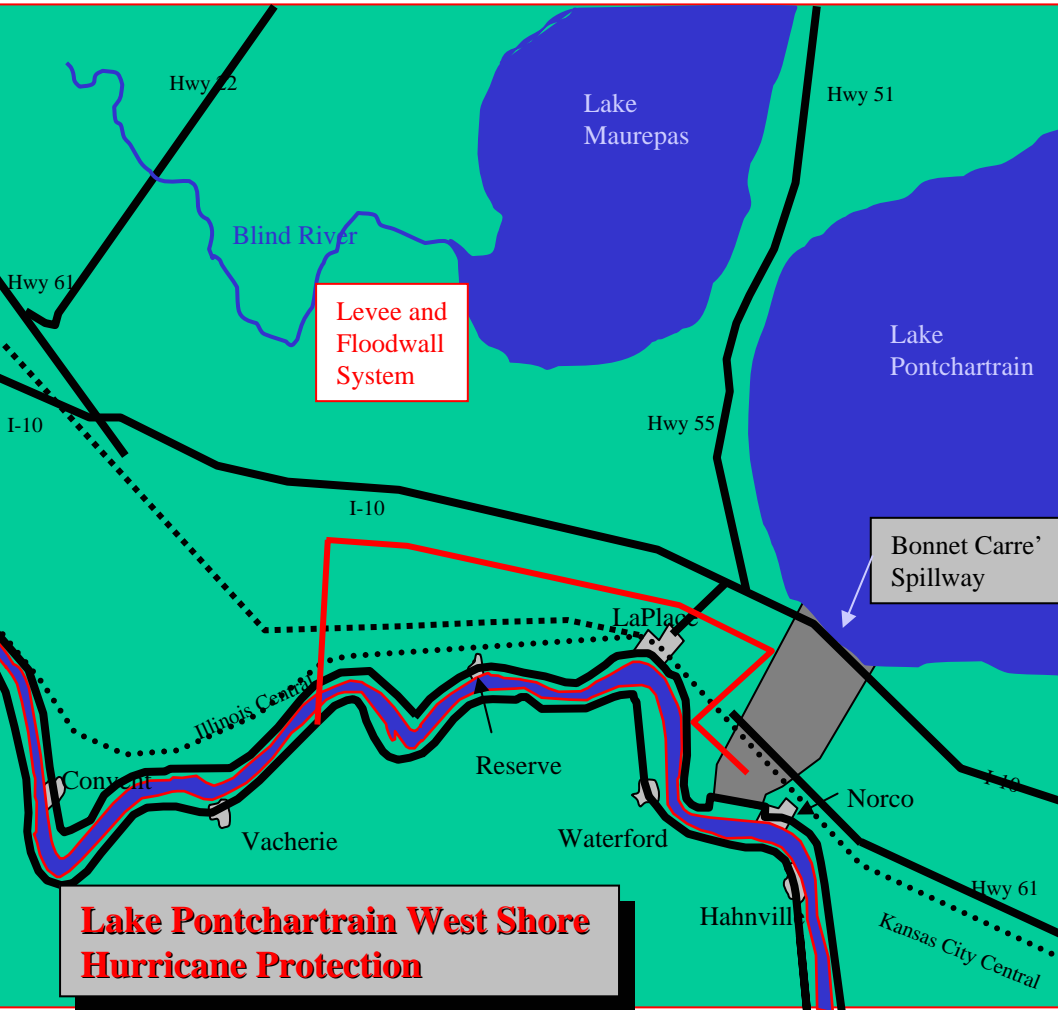 Hwy 22
Lake
Maurepas
Hwy 51
Blind River
Hwy 61
Levee and
Floodwall
System
Lake
Pontchartrain
I-10
Hwy 55
I-10
Bonnet Carre'
Spillway
LaPlace
Illinois Central
Reserve
Convent
I-10
Norco
Vacherie
Waterford
Hwy 61
Hahnville
Kansas City Central
Lake Pontchartrain West Shore
Hurricane Protection